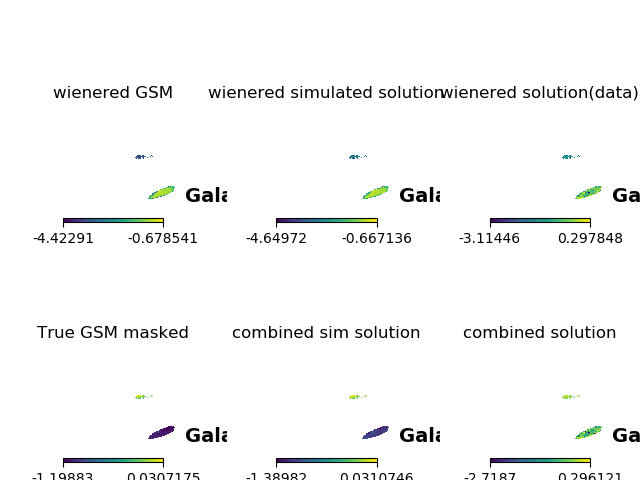 wienered GSM wienered simulated solution wienered solution(data)
Gala Gala Ga
-4.42291 -0.678541 -4.64972 -0.667136 -3.11446 0.297848
True GSM masked combined sim solution combined solution
Gala Gala Ga
-1.19883 0.0307175 -1.38982 0.0310746 -2.7187 0.296121